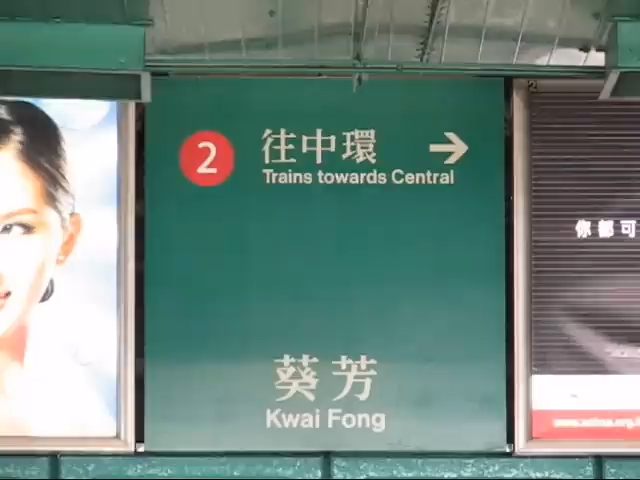 2
往中環 →
Trains towards Central
葵芳
Kwai Fong
你都可